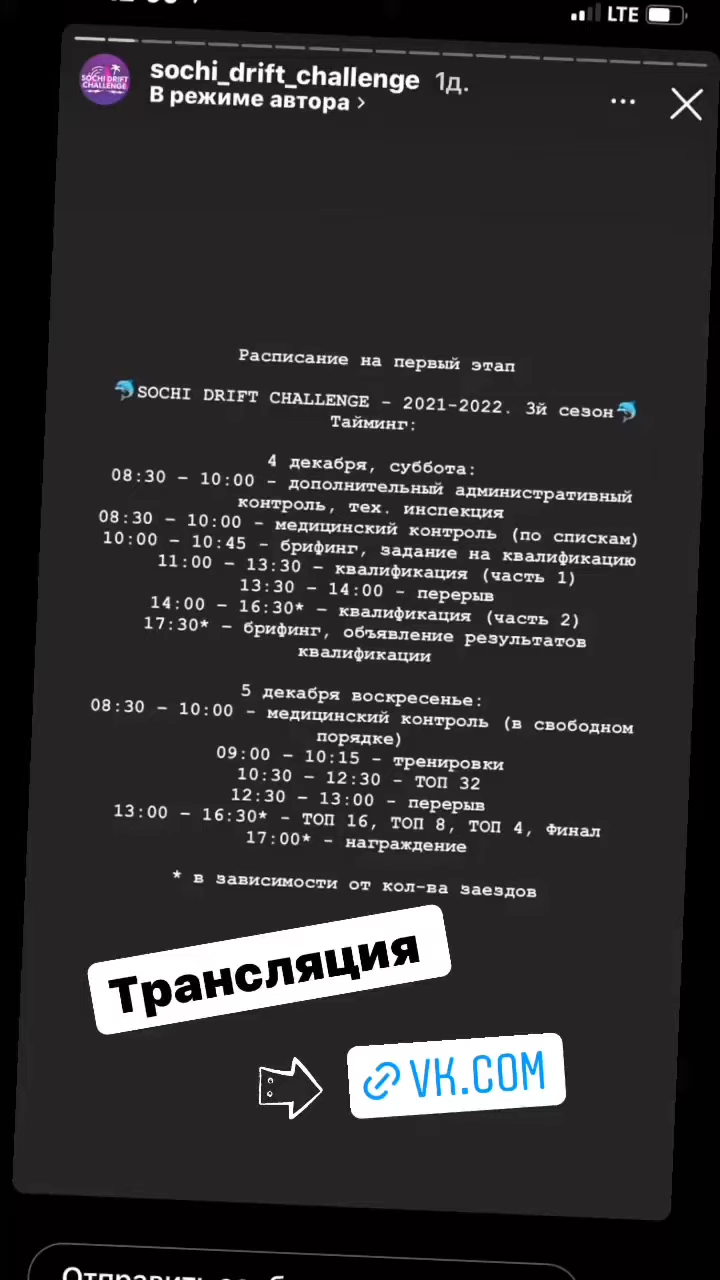 LTE
SOCHI DRIFT
CHALLENGE
sochi_drift_challenge 1д.
В режиме автора >
Расписание на первый этап
🐬SOCHI DRIFT CHALLENGE - 2021-2022. 3й сезон🐬
Тайминг:
4 декабря, суббота:
08:30 - 10:00 - дополнительный административный
контроль, тех. инспекция
08:30 - 10:00 - медицинский контроль (по спискам)
10:00 - 10:45 - брифинг, задание на квалификацию
11:00 - 13:30 - квалификация (часть 1)
13:30 - 14:00 - перерыв
14:00 - 16:30* - квалификация (часть 2)
17:30* - брифинг, объявление результатов
квалификации
5 декабря воскресенье:
08:30 - 10:00 - медицинский контроль (в свободном
порядке)
09:00 - 10:15 - тренировки
10:30 - 12:30 - ТОП 32
12:30 - 13:00 - перерыв
13:00 - 16:30* - ТОП 16, ТОП 8, ТОП 4, Финал
17:00* - награждение
* в зависимости от кол-ва заездов
Трансляция
VK.COM